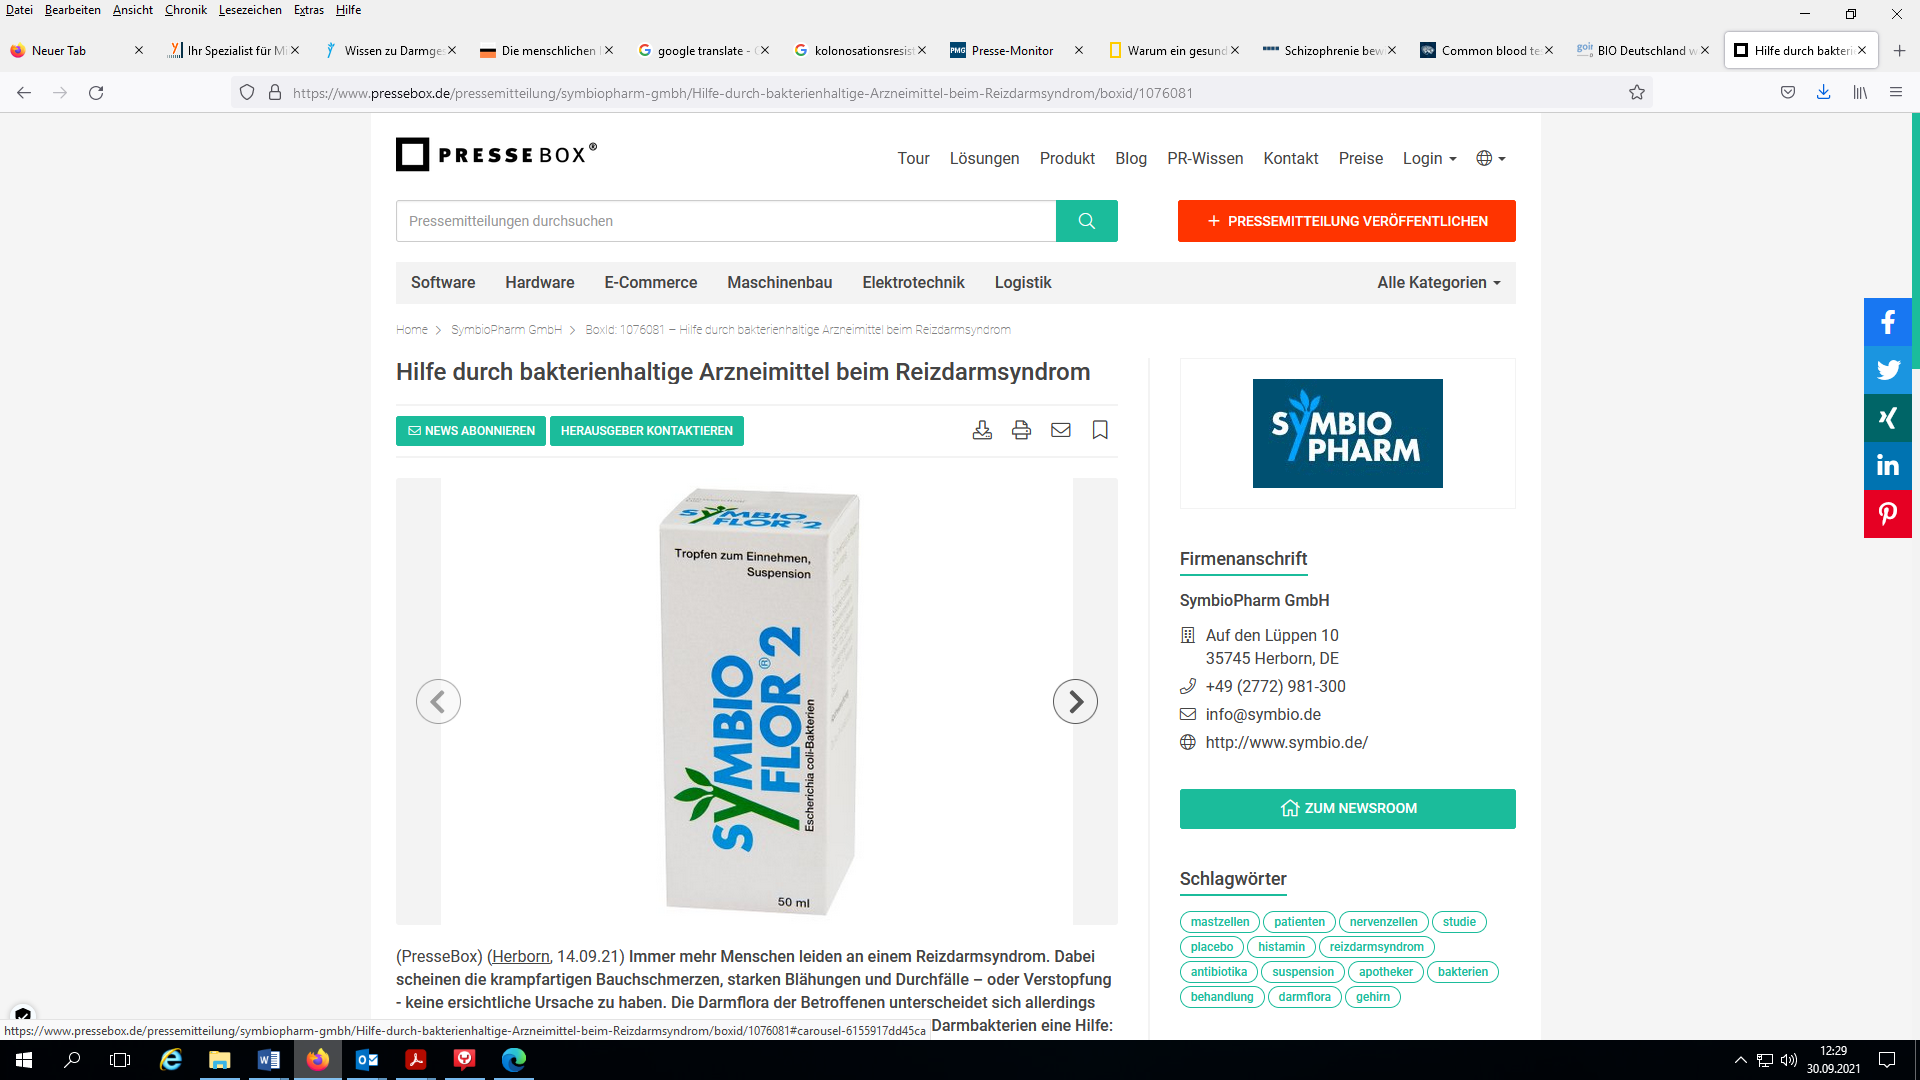 Datei Bearbeiten Ansicht Chronik Lesezeichen Extras Hilfe
Neuer Tab
Ihr Spezialist für Mi
Wissen zu Darmges
Die menschlichen
google translate - G
kolonosationsresist
PMG Presse-Monitor
Warum ein gesund
Schizophrenie bew
Common blood te
goir BIO Deutschland w
Hilfe durch bakteri
https://www.pressebox.de/pressemitteilung/symbiopharm-gmbh/Hilfe-durch-bakterienhaltige-Arzneimittel-beim-Reizdarmsyndrom/boxid/1076081
PRESSEBOX®
Tour Lösungen Produkt Blog PR-Wissen Kontakt Preise Login
Pressemitteilungen durchsuchen
+ PRESSEMITTEILUNG VERÖFFENTLICHEN
Software Hardware E-Commerce Maschinenbau Elektrotechnik Logistik Alle Kategorien
Home > SymbioPharm GmbH > BoxId: 1076081 – Hilfe durch bakterienhaltige Arzneimittel beim Reizdarmsyndrom
Hilfe durch bakterienhaltige Arzneimittel beim Reizdarmsyndrom
NEWS ABONNIEREN
HERAUSGEBER KONTAKTIEREN
SYMBIO
FLOR® 2
Tropfen zum Einnehmen,
Suspension
SYMBIO
FLOR® 2
Escherichia coli-Bakterien
50 ml
(PresseBox) (Herborn, 14.09.21) Immer mehr Menschen leiden an einem Reizdarmsyndrom. Dabei
scheinen die krampfartigen Bauchschmerzen, starken Blähungen und Durchfälle – oder Verstopfung
- keine ersichtliche Ursache zu haben. Die Darmflora der Betroffenen unterscheidet sich allerdings
Darmbakterien eine Hilfe:
SYMBIO
PHARM
Firmenanschrift
SymbioPharm GmbH
Auf den Lüppen 10
35745 Herborn, DE
+49 (2772) 981-300
info@symbio.de
http://www.symbio.de/
ZUM NEWSROOM
Schlagwörter
mastzellen patienten nervenzellen studie
placebo histamin reizdarmsyndrom
antibiotika suspension apotheker bakterien
behandlung darmflora gehirn
https://www.pressebox.de/pressemitteilung/symbiopharm-gmbh/Hilfe-durch-bakterienhaltige-Arzneimittel-beim-Reizdarmsyndrom/boxid/1076081#carousel-6155917dd45ca
12:29
30.09.2021